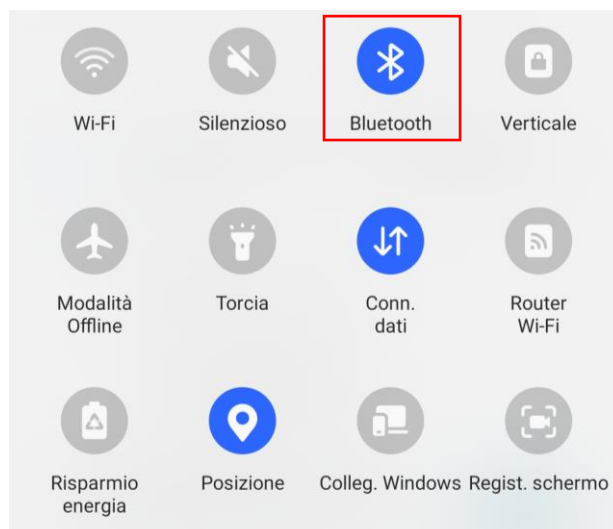 Wi-Fi
Silenzioso
Bluetooth
Verticale
Modalità
Offline
Torcia
Conn.
dati
Router
Wi-Fi
Risparmio
energia
Posizione
Colleg. Windows
Regist. schermo